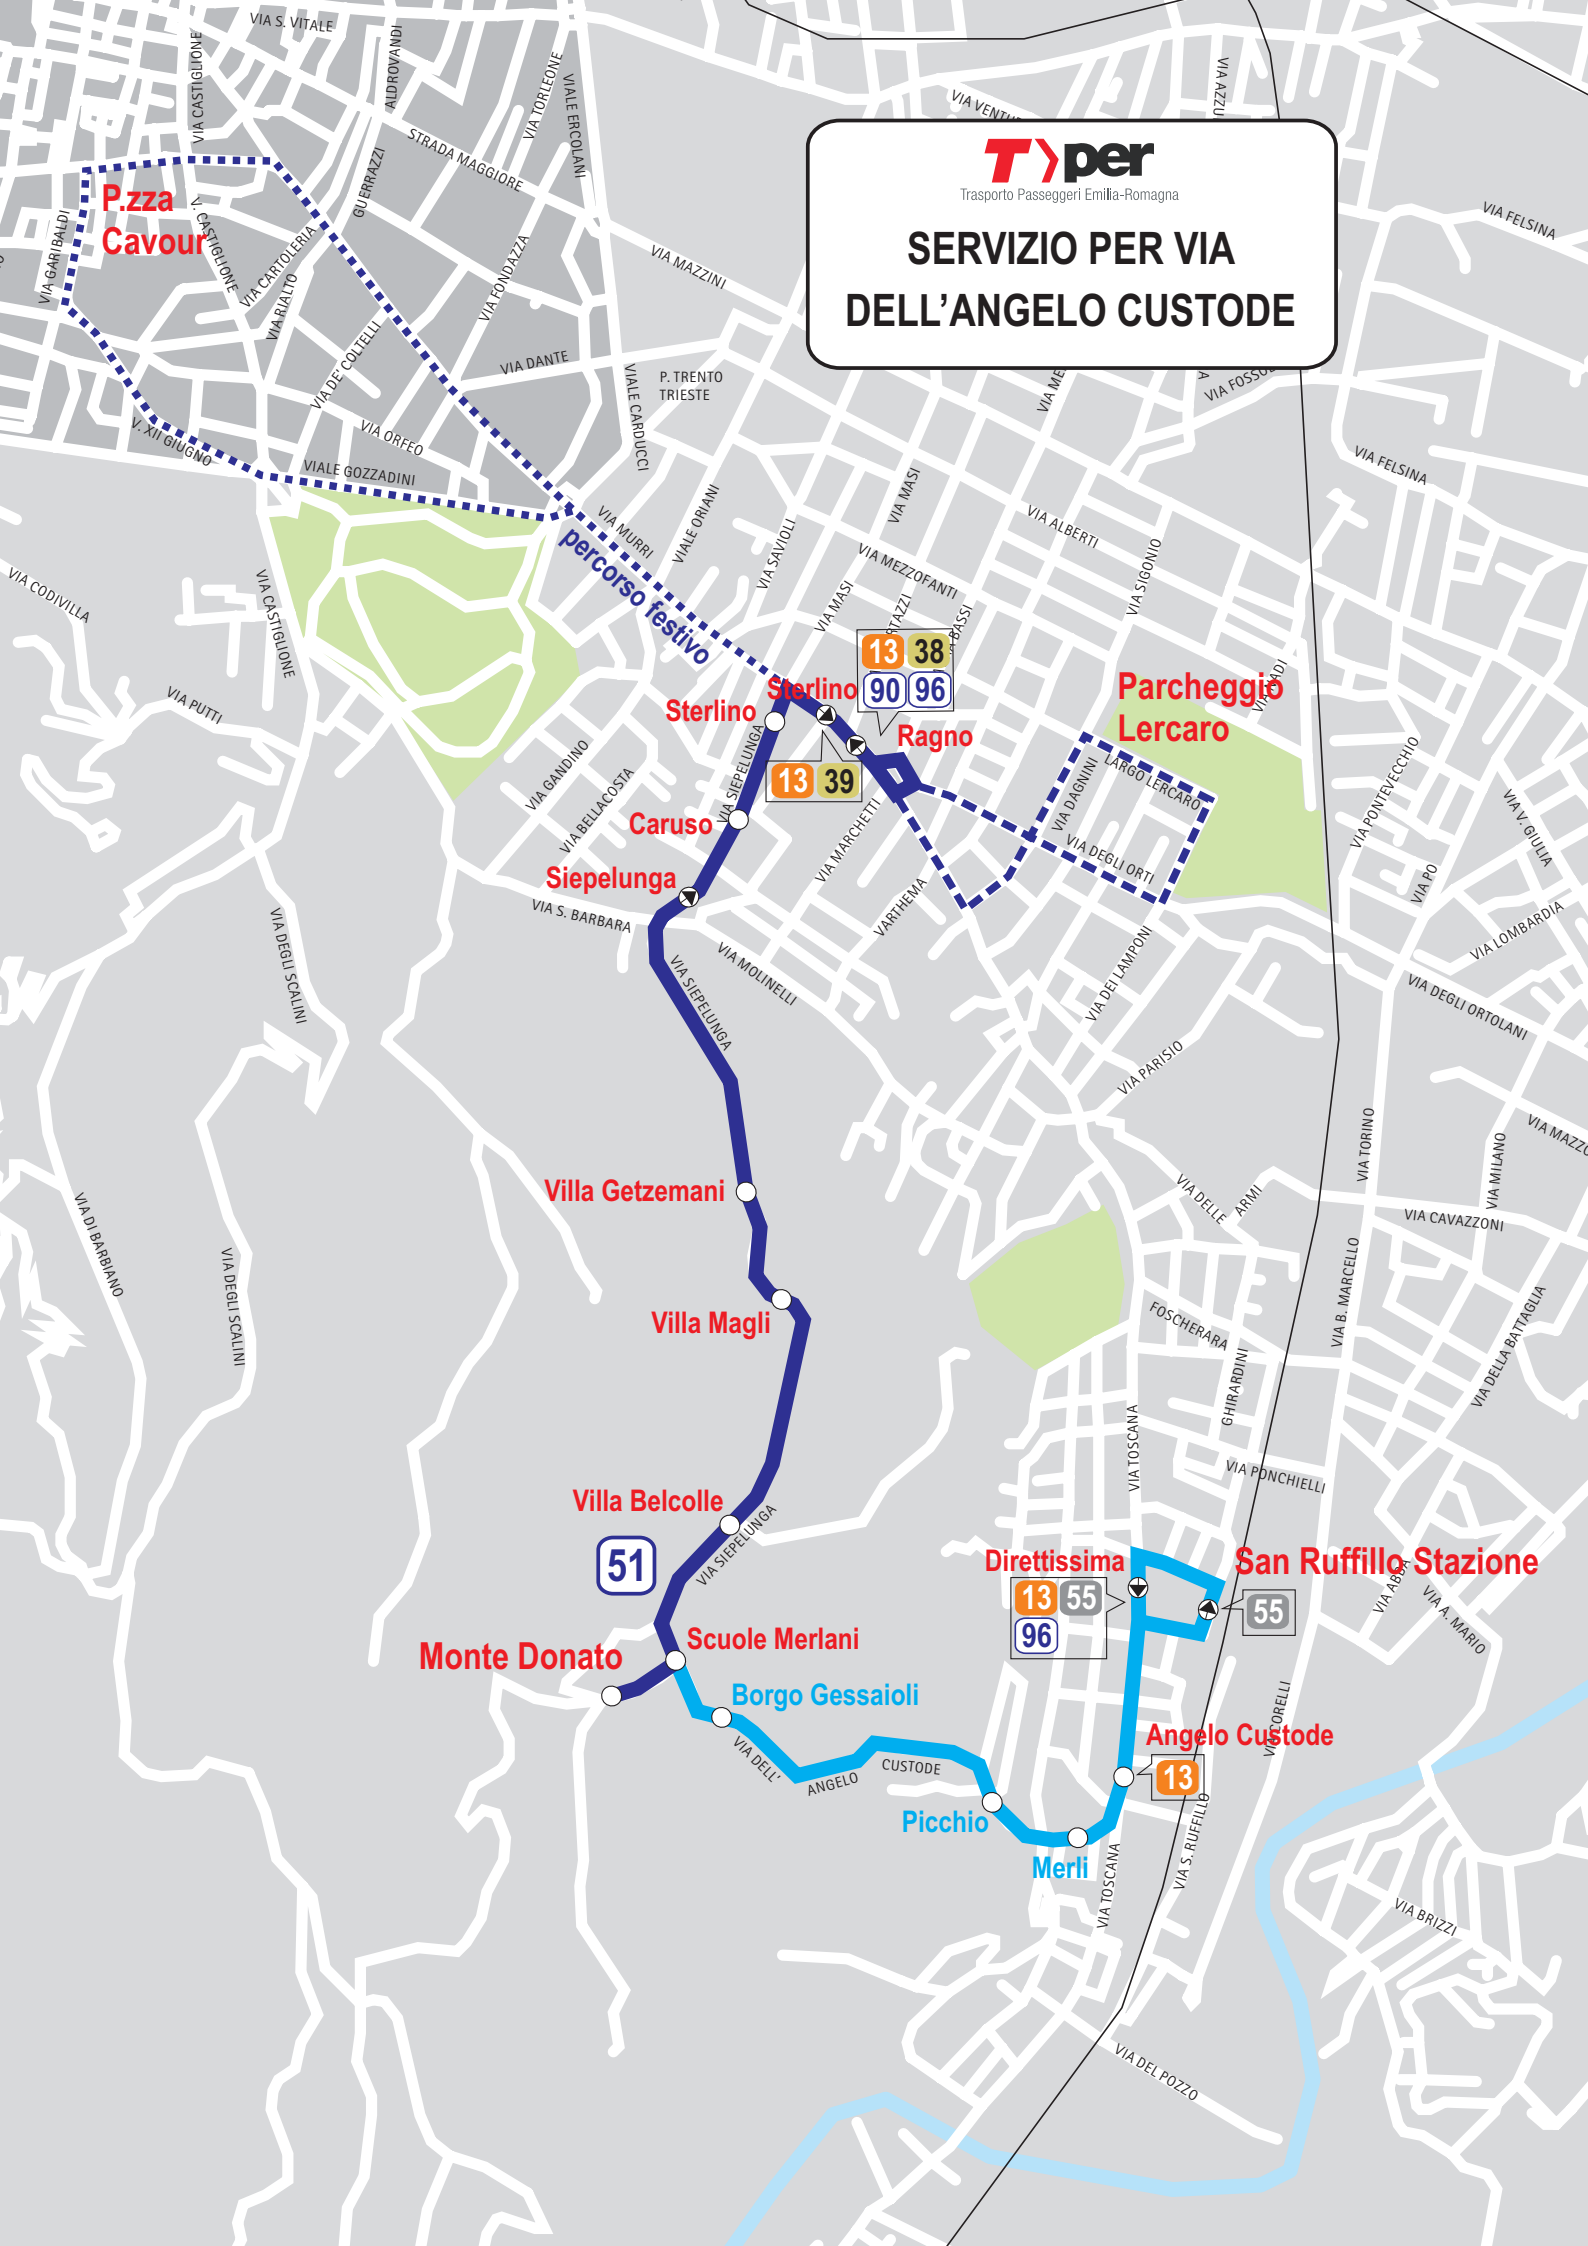 T>per
Trasporto Passeggeri Emilia-Romagna
SERVIZIO PER VIA
DELL'ANGELO CUSTODE
VIA S. VITALE
VIA CASTIGLIONE
ALDROVANDI
VIA TORLEONE
VIALE ERCOLANI
STRADA MAGGIORE
GUERRAZZI
P.zza
Cavour
VIA GARIBALDI
V. CASTIGLIONE
VIA CARTOLERIA
VIA RIALTO
VIA FONDAZZA
VIA MAZZINI
VIA DE' COLTELLI
VIA DANTE
P. TRENTO
TRIESTE
VIALE CARDUCCI
VIA ORFEO
V. XII GIUGNO
VIALE GOZZADINI
VIA FELSINA
VIA FELSINA
VIA MURRI
VIALE ORIANI
VIA SAVIOLI
VIA MASI
VIA MASI
VIA MEZZOFANTI
VIA ALBERTI
VIA SIGONIO
percorso festivo
VIA CODIVILLA
VIA CASTIGLIONE
VIA PUTTI
13 38
90 96
Sterlino
Sterlino
Ragno
13 39
Parcheggio
Lercaro
LARGO LERCARO
VIA DAGNINI
VIA DEGLI ORTI
VIA PONTEVECCHIO
VIA V. GIULIA
VIA PO
VIA LOMBARDIA
VIA GANDINO
VIA BELLACOSTA
VIA SIEPELUNGA
Caruso
VIA MARCHETTI
VARTHEMA
Siepelunga
VIA S. BARBARA
VIA MOLINELLI
VIA SIEPELUNGA
VIA DEI LAMPONI
VIA DEGLI ORTOLANI
VIA PARISIO
VIA DEGLI SCALINI
VIA TORINO
VIA MILANO
VIA DELLE
ARMI
VIA CAVAZZONI
Villa Getzemani
VIA DI BARBIANO
VIA DEGLI SCALINI
VIA B. MARCELLO
VIA DELLA BATTAGLIA
Villa Magli
FOSCHERARA
GHIRARDINI
VIA TOSCANA
VIA PONCHIELLI
Villa Belcolle
VIA SIEPELUNGA
51
Direttissima
13 55
96
San Ruffillo Stazione
55
VIA ABBA
VIA A. MARIO
Scuole Merlani
Monte Donato
Borgo Gessaioli
VIA DELL'
ANGELO
CUSTODE
Angelo Custode
13
VIA CORELLI
Picchio
Merli
VIA TOSCANA
VIA S. RUFFILLO
VIA BRIZZI
VIA DEL POZZO